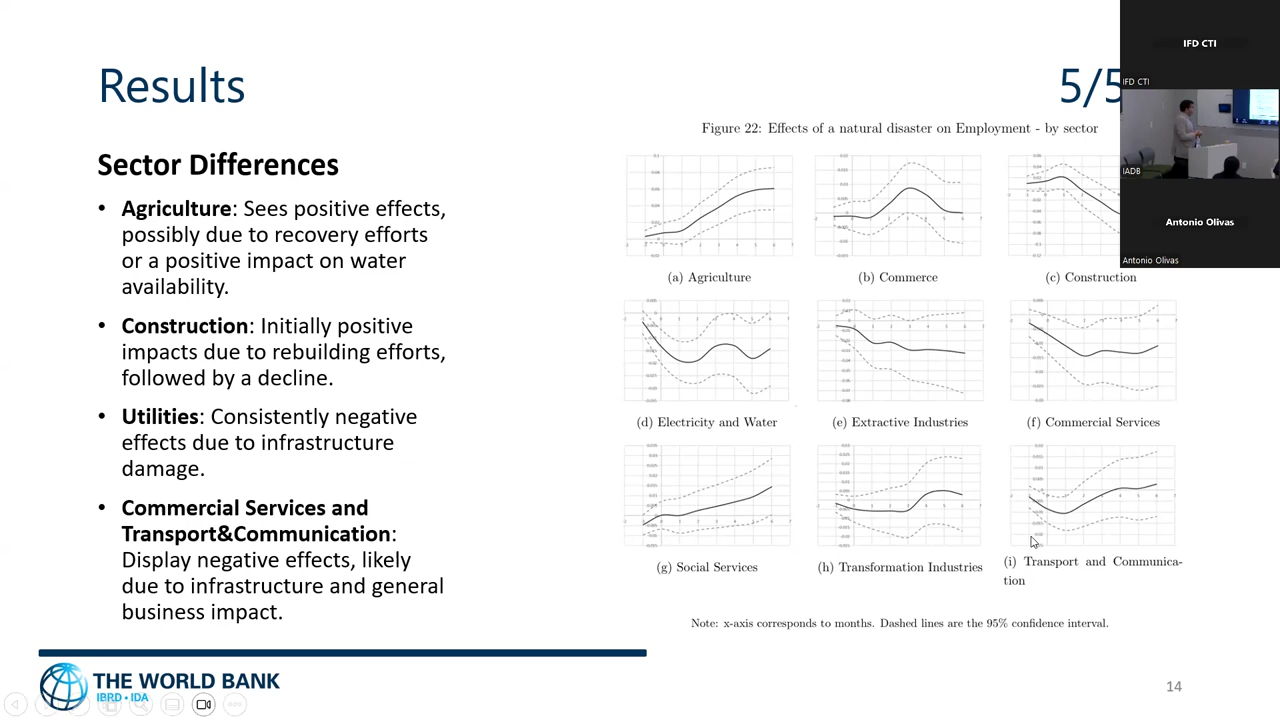 Results
5/5
IFD CTI
IFD CTI
IADB
Antonio Olivas
Antonio Olivas
Sector Differences
• Agriculture: Sees positive effects,
possibly due to recovery efforts
or a positive impact on water
availability.
• Construction: Initially positive
impacts due to rebuilding efforts,
followed by a decline.
• Utilities: Consistently negative
effects due to infrastructure
damage.
• Commercial Services and
Transport&Communication:
Display negative effects, likely
due to infrastructure and general
business impact.
Figure 22: Effects of a natural disaster on Employment - by sector
(a) Agriculture
(b) Commerce
(c) Construction
(d) Electricity and Water
(e) Extractive Industries
(f) Commercial Services
(g) Social Services
(h) Transformation Industries
(i) Transport and Communica-
tion
Note: x-axis corresponds to months. Dashed lines are the 95% confidence interval.
THE WORLD BANK
IBRD • IDA
14